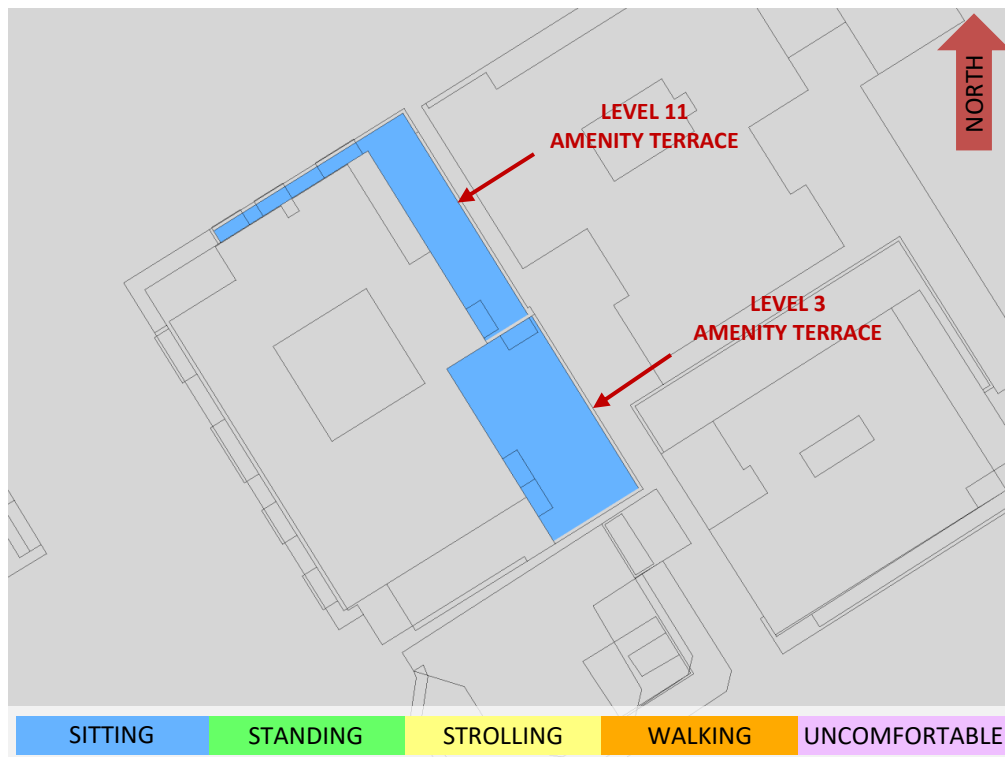 NORTH
LEVEL 11
AMENITY TERRACE
LEVEL 3
AMENITY TERRACE
SITTING
STANDING
STROLLING
WALKING
UNCOMFORTABLE